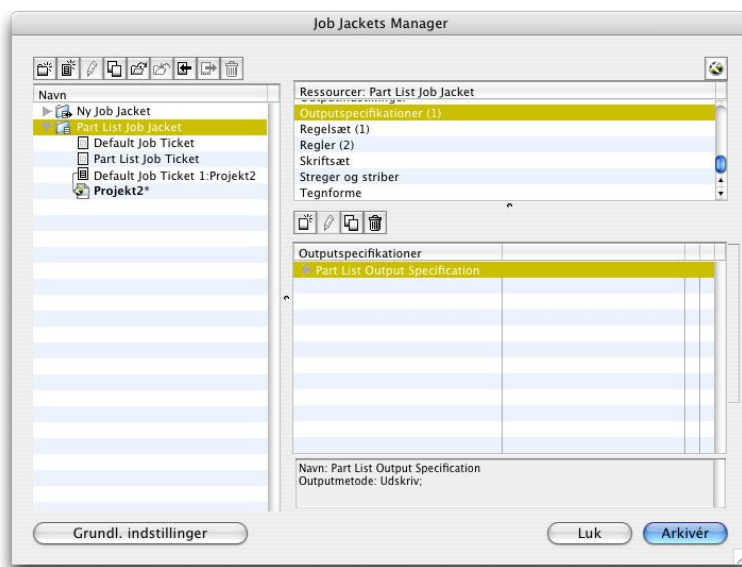 Job Jackets Manager
Navn
Ny Job Jacket
Part List Job Jacket
Default Job Ticket
Part List Job Ticket
Default Job Ticket 1:Projekt2
Projekt2*
Ressourcer: Part List Job Jacket
Outputindstillinger
Outputspecifikationer (1)
Regelsæt (1)
Regler (2)
Skriftsæt
Streger og striber
Tegnforme
Outputspecifikationer
Part List Output Specification
Navn: Part List Output Specification
Outputmetode: Udskriv;
Grundl. indstillinger
Luk
Arkivér